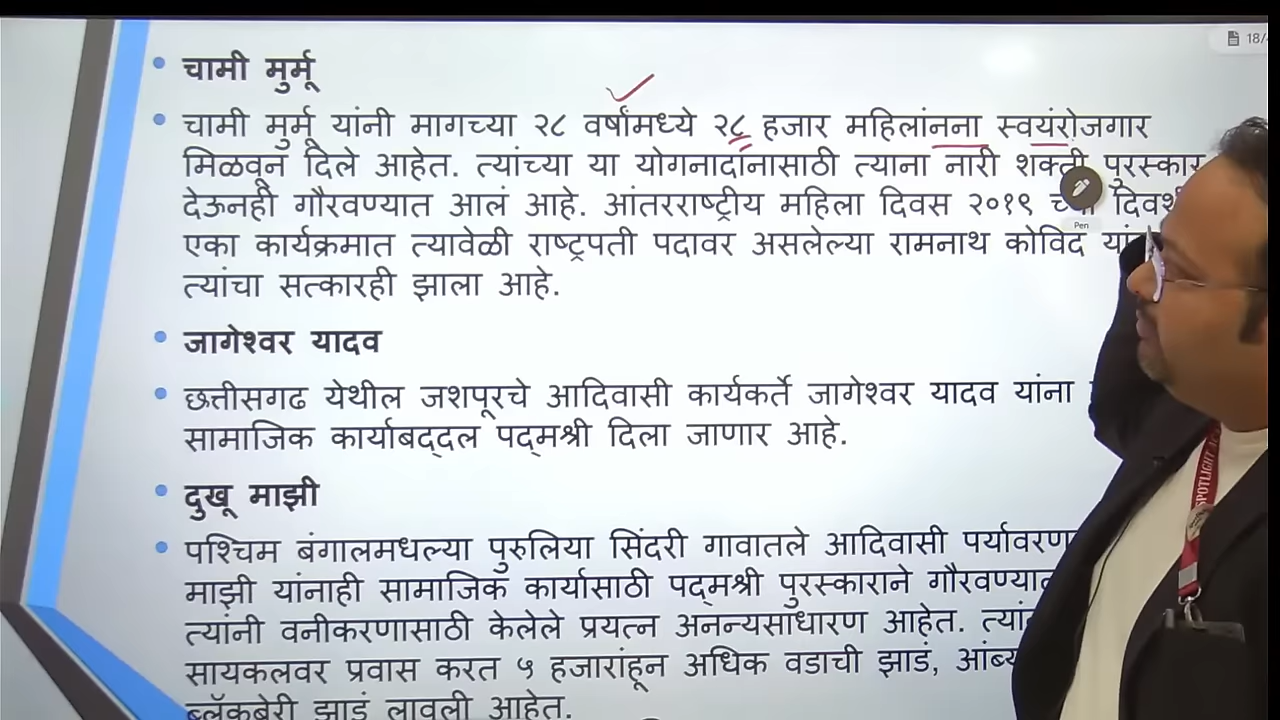 18/
चामी मुर्मू
चामी मुर्मू यांनी मागच्या २८ वर्षांमध्ये २८ हजार महिलांनना स्वयंरोजगार
मिळवून दिले आहेत. त्यांच्या या योगनादांनासाठी त्याना नारी शक्ती पुरस्कार
देऊनही गौरवण्यात आलं आहे. आंतरराष्ट्रीय महिला दिवस २०१९ च्या
एका कार्यक्रमात त्यावेळी राष्ट्रपती पदावर असलेल्या रामनाथ कोविंद
त्यांचा सत्कारही झाला आहे.
Pen
जागेश्वर यादव
छत्तीसगढ येथील जशपूरचे आदिवासी कार्यकर्ते जागेश्वर यादव यांना
सामाजिक कार्याबद्दल पद्मश्री दिला जाणार आहे.
दुखू माझी
पश्चिम बंगालमधल्या पुरुलिया सिंदरी गावातले आदिवासी पर्यावरण
माझी यांनाही सामाजिक कार्यासाठी पद्मश्री पुरस्काराने
त्यांनी वनीकरणासाठी केलेले प्रयत्न अनन्यसाधारण आहेत.
सायकलवर प्रवास करत ५ हजारांहून अधिक वडाची झाडं,
ब्लॅकबेरी झाडं लावली आहेत.
SPOTLIGHT